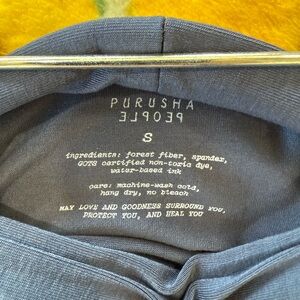 PURUSHA
PEOPLE
S
ingredients: forest fiber, spandex,
GOTS certified non-toxic dye,
water-based ink
care: machine-wash cold,
hang dry, no bleach
MAY LOVE AND GOODNESS SURROUND YOU,
PROTECT YOU, AND HEAL YOU